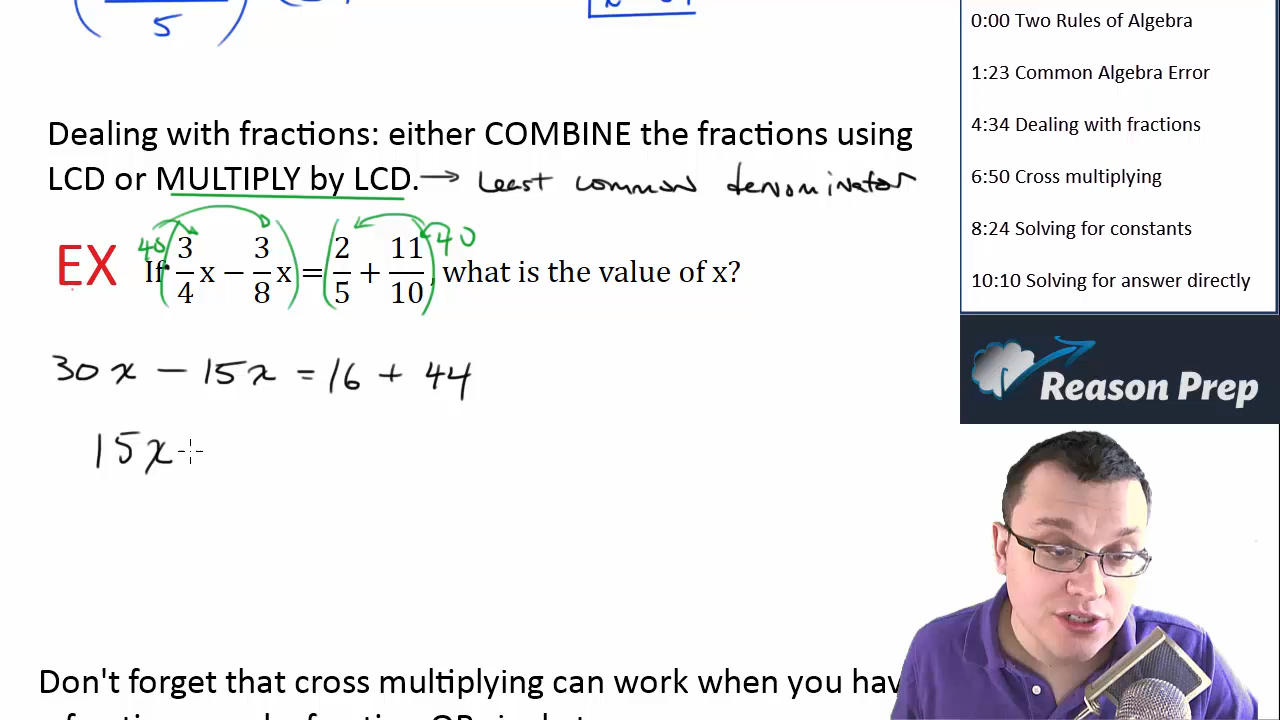 5
Dealing with fractions: either COMBINE the fractions using
LCD or MULTIPLY by LCD. → Least common denominator
EX If 40(3/4 x − 3/8 x) = (2/5 + 11/10)40, what is the value of x?
30x − 15x = 16 + 44
15x
Don't forget that cross multiplying can work when you hav
0:00 Two Rules of Algebra
1:23 Common Algebra Error
4:34 Dealing with fractions
6:50 Cross multiplying
8:24 Solving for constants
10:10 Solving for answer directly
Reason Prep